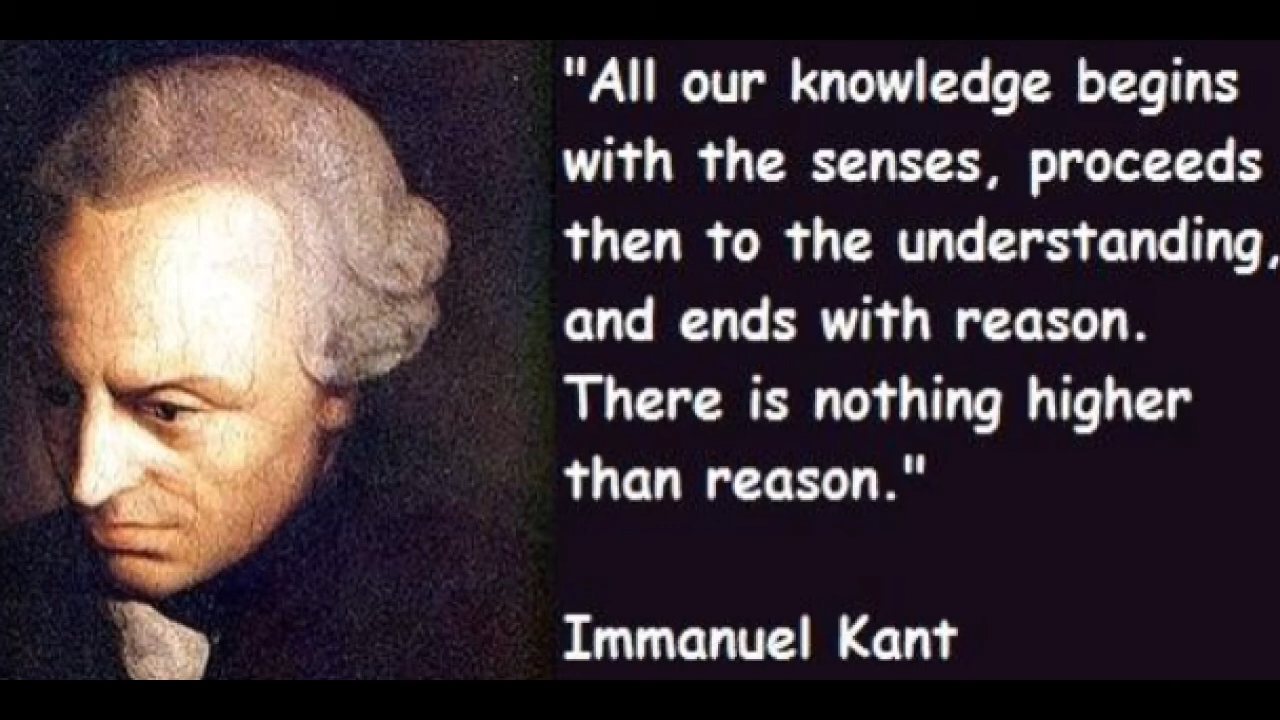 "All our knowledge begins
with the senses, proceeds
then to the understanding,
and ends with reason.
There is nothing higher
than reason."
Immanuel Kant